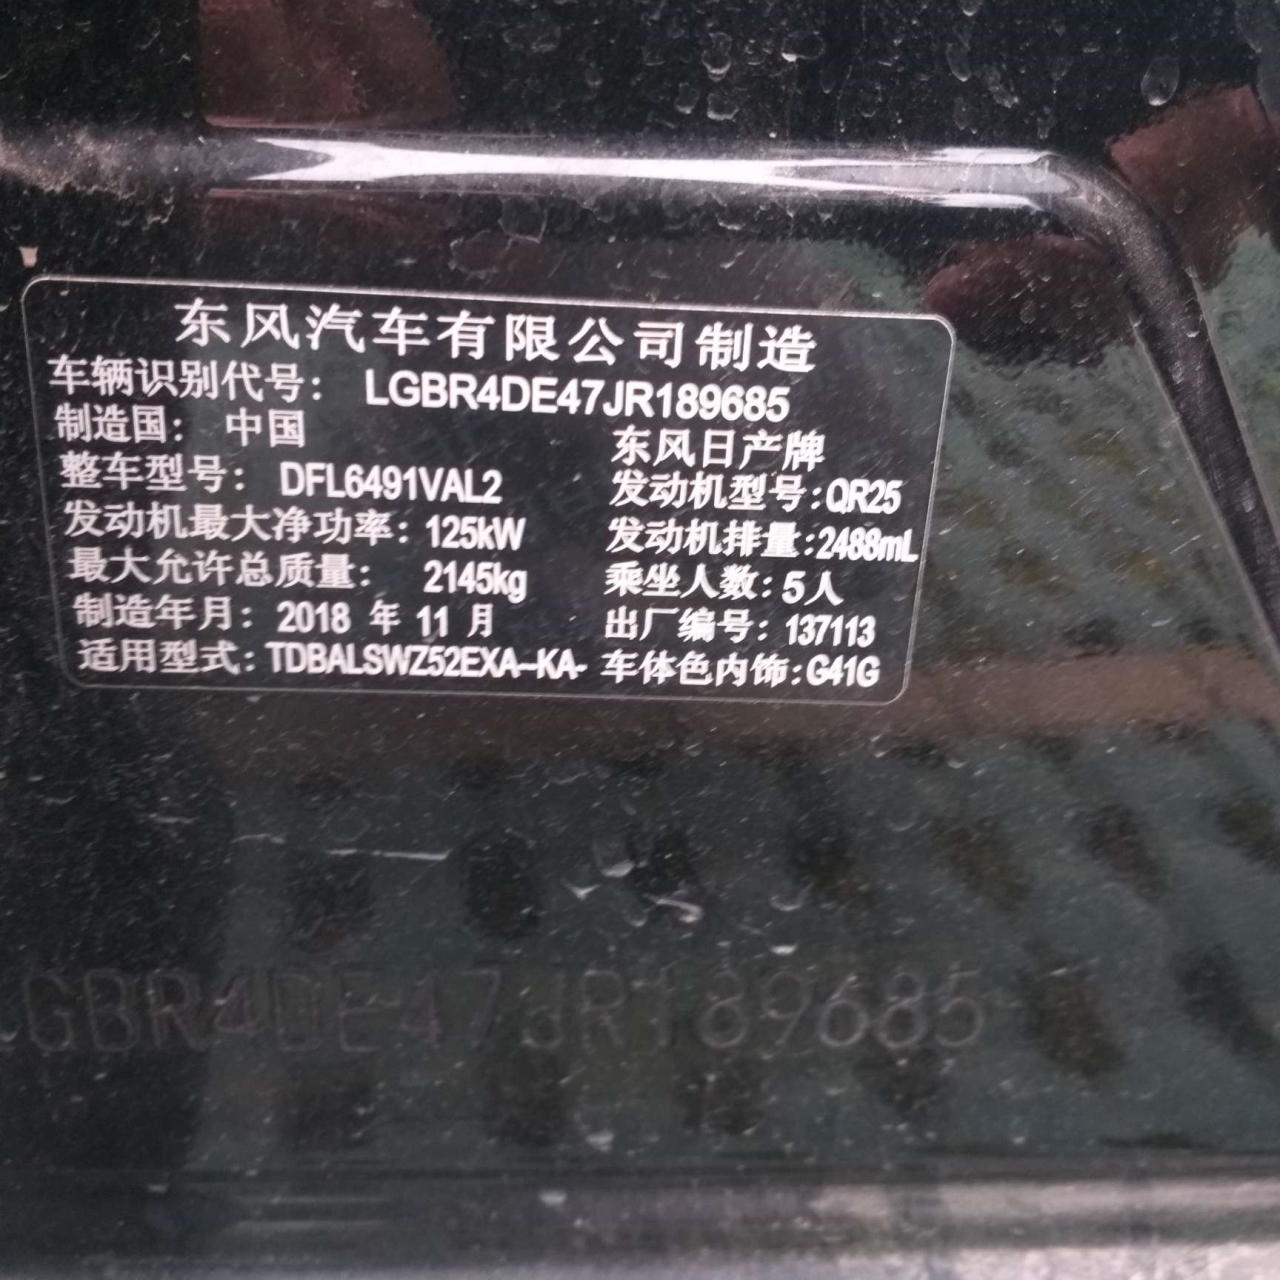 东风汽车有限公司制造
车辆识别代号: LGBR4DE47JR189685
制造国: 中国 东风日产牌
整车型号: DFL6491VAL2 发动机型号:QR25
发动机最大净功率: 125kW 发动机排量:2488mL
最大允许总质量: 2145kg 乘坐人数: 5人
制造年月: 2018 年 11 月 出厂编号: 137113
适用型式: TDBALSWZ52EXA-KA- 车体色内饰:G41G
LGBR4DE47JR189685